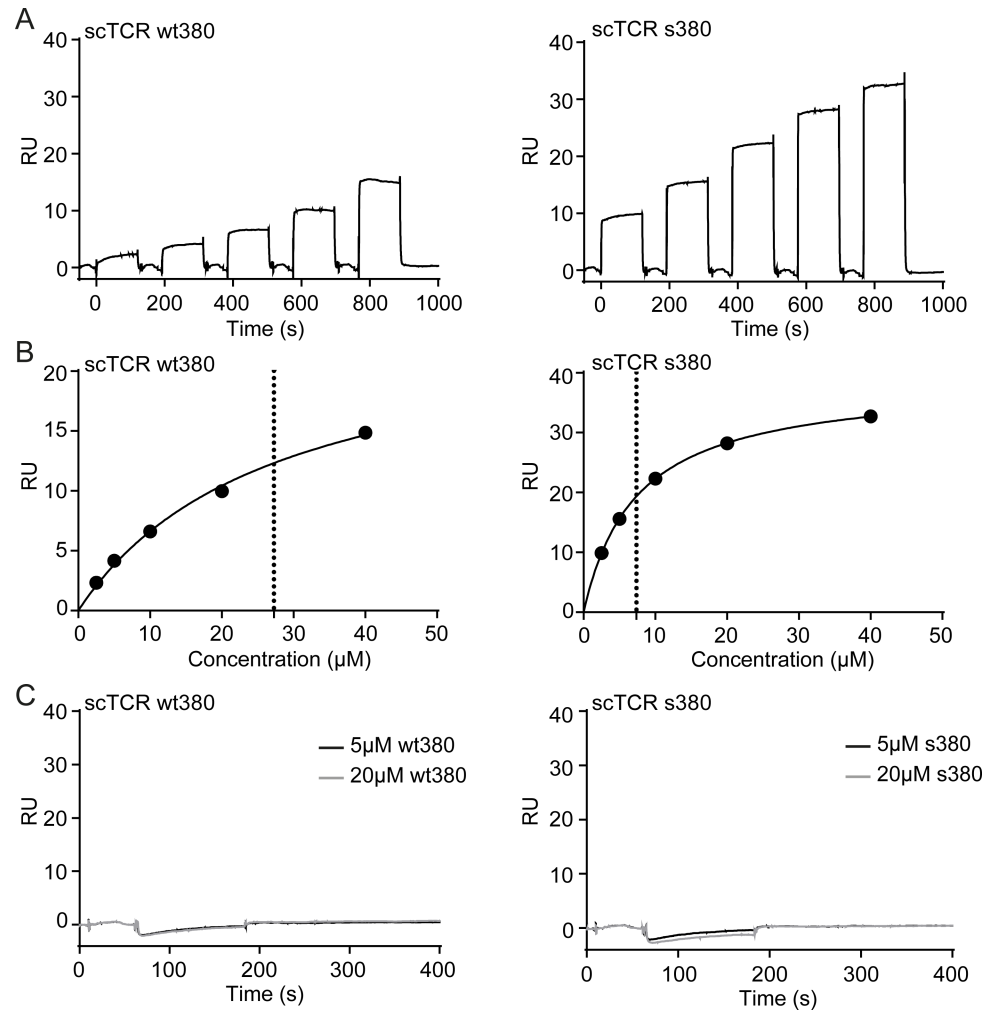 A
scTCR wt380
40
30
20
10
0
RU
0 200 400 600 800 1000
Time (s)
scTCR s380
40
30
20
10
0
RU
0 200 400 600 800 1000
Time (s)
B
scTCR wt380
20
15
10
5
0
RU
0 10 20 30 40 50
Concentration (µM)
scTCR s380
40
30
20
10
0
RU
0 10 20 30 40 50
Concentration (µM)
C
scTCR wt380
40
30
20
10
0
RU
5µM wt380
20µM wt380
0 100 200 300 400
Time (s)
scTCR s380
40
30
20
10
0
RU
5µM s380
20µM s380
0 100 200 300 400
Time (s)